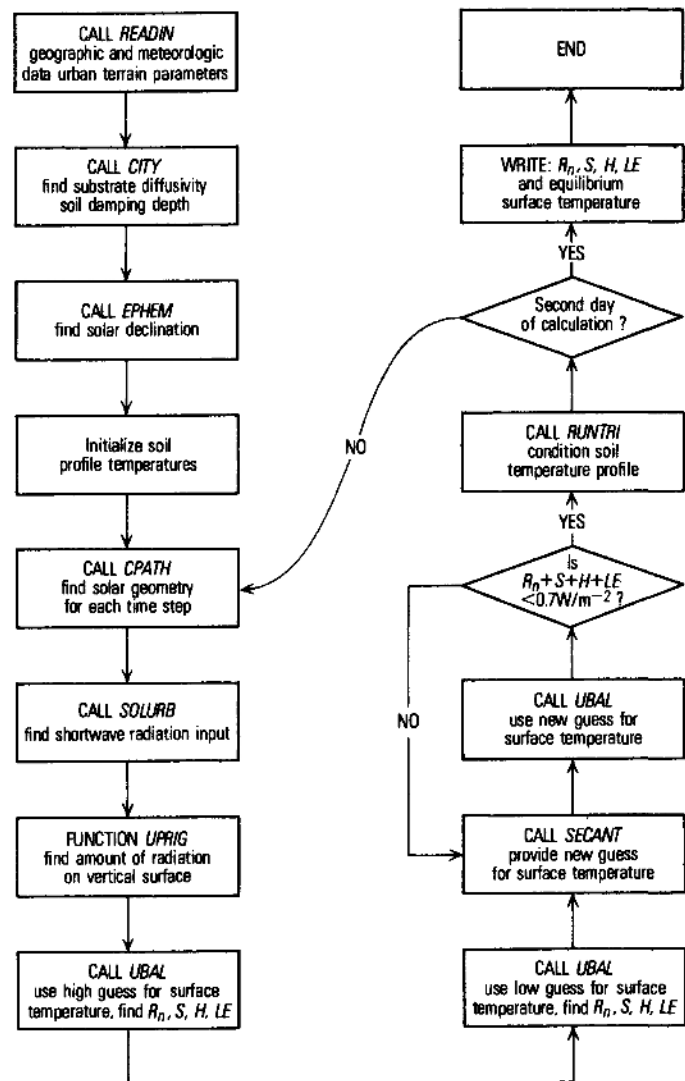 CALL READIN
geographic and meteorologic
data urban terrain parameters
CALL CITY
find substrate diffusivity
soil damping depth
CALL EPHEM
find solar declination
Initialize soil
profile temperatures
CALL CPATH
find solar geometry
for each time step
CALL SOLURB
find shortwave radiation input
FUNCTION UPRIG
find amount of radiation
on vertical surface
CALL UBAL
use high guess for surface
temperature, find Rn, S, H, LE
CALL UBAL
use low guess for surface
temperature, find Rn, S, H, LE
CALL SECANT
provide new guess
for surface temperature
CALL UBAL
use new guess for
surface temperature
Is
Rn+S+H+LE
<0.7W/m−2 ?
NO
YES
CALL RUNTRI
condition soil
temperature profile
Second day
of calculation ?
NO
YES
WRITE: Rn, S, H, LE
and equilibrium
surface temperature
END